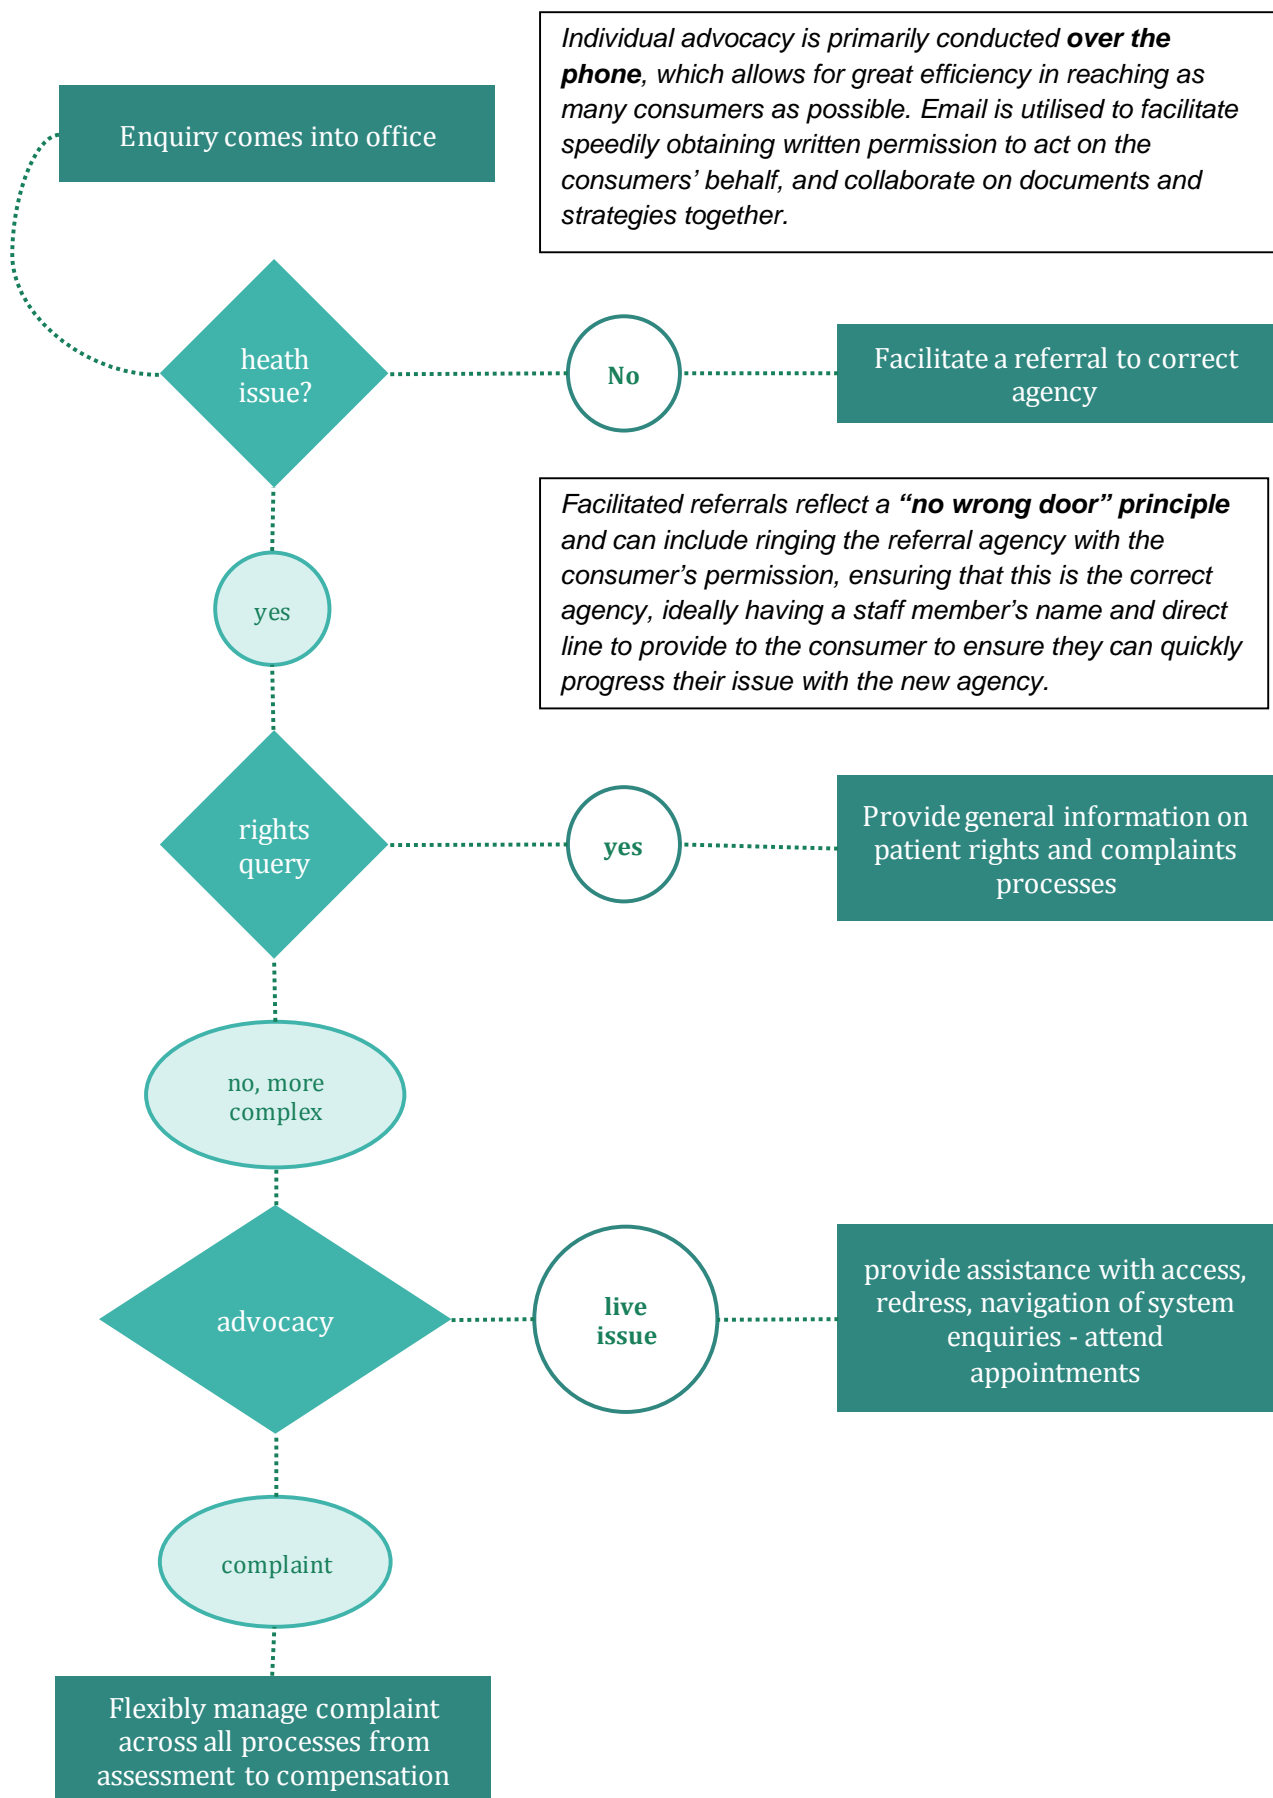 Individual advocacy is primarily conducted over the
phone, which allows for great efficiency in reaching as
many consumers as possible. Email is utilised to facilitate
speedily obtaining written permission to act on the
consumers’ behalf, and collaborate on documents and
strategies together.
Enquiry comes into office
heath
issue?
No
Facilitate a referral to correct
agency
Facilitated referrals reflect a “no wrong door” principle
and can include ringing the referral agency with the
consumer’s permission, ensuring that this is the correct
agency, ideally having a staff member’s name and direct
line to provide to the consumer to ensure they can quickly
progress their issue with the new agency.
yes
rights
query
yes
Provide general information on
patient rights and complaints
processes
no, more
complex
advocacy
live
issue
provide assistance with access,
redress, navigation of system
enquiries - attend
appointments
complaint
Flexibly manage complaint
across all processes from
assessment to compensation